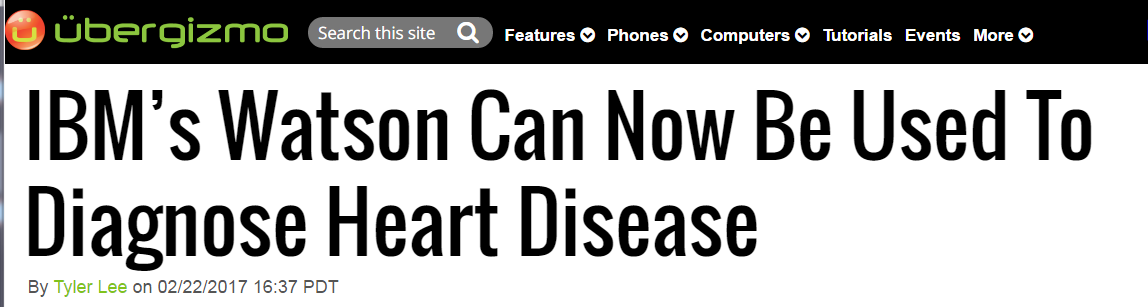 übergizmo Search this site Features Phones Computers Tutorials Events More
IBM’s Watson Can Now Be Used To
Diagnose Heart Disease
By Tyler Lee on 02/22/2017 16:37 PDT